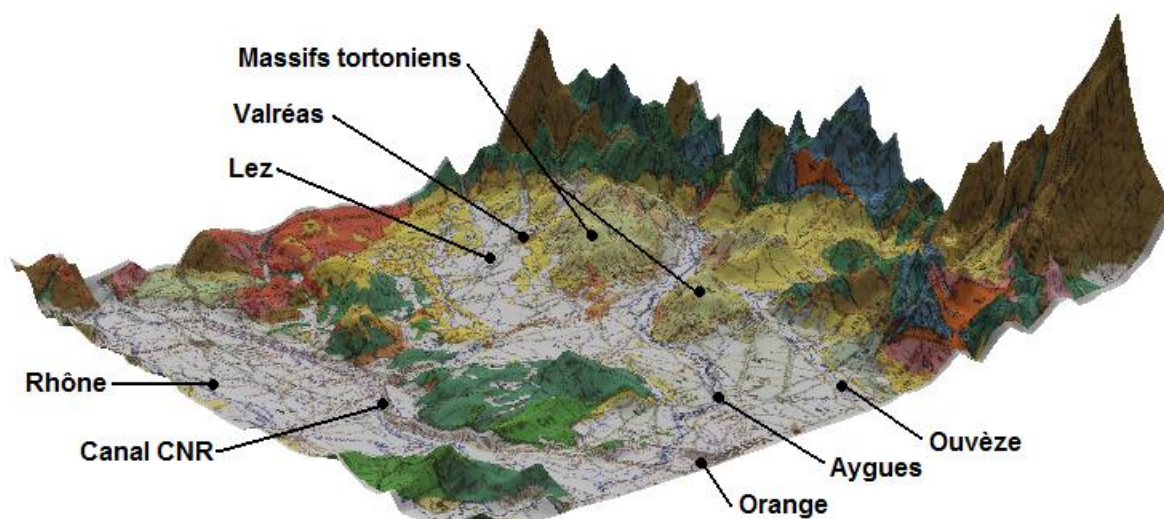 Massifs tortoniens
Valréas
Lez
Rhône
Canal CNR
Ouvèze
Aygues
Orange